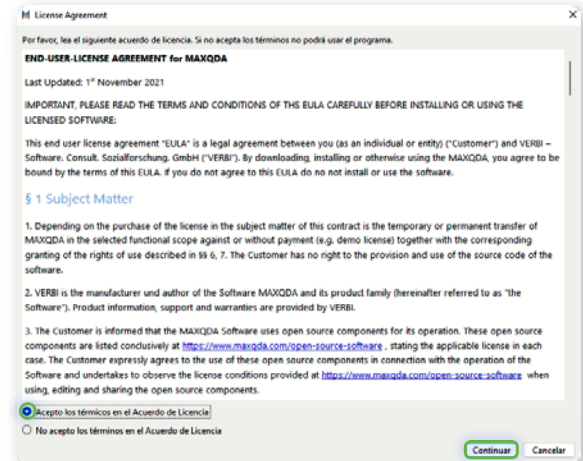 License Agreement
Por favor, lea el siguiente acuerdo de licencia. Si no acepta los términos no podrá usar el programa.
END-USER-LICENSE AGREEMENT for MAXQDA
Last Updated: 1st November 2021
IMPORTANT, PLEASE READ THE TERMS AND CONDITIONS OF THS EULA CAREFULLY BEFORE INSTALLING OR USING THE
LICENSED SOFTWARE:
This end user license agreement "EULA" is a legal agreement between you (as an individual or entity) ("Customer") and VERBI –
Software. Consult. Sozialforschung. GmbH ("VERBI"). By downloading, installing or otherwise using the MAXQDA, you agree to be
bound by the terms of this EULA. If you do not agree to this EULA do no not install or use the software.
§ 1 Subject Matter
1. Depending on the purchase of the license in the subject matter of this contract is the temporary or permanent transfer of
MAXQDA in the selected functional scope against or without payment (e.g. demo license) together with the corresponding
granting of the rights of use described in §§ 6, 7. The Customer has no right to the provision and use of the source code of the
software.
2. VERBI is the manufacturer und author of the Software MAXQDA and its product family (hereinafter referred to as "the
Software"). Product information, support and warranties are provided by VERBI.
3. The Customer is informed that the MAXQDA Software uses open source components for its operation. These open source
components are listed conclusively at https://www.maxqda.com/open-source-software , stating the applicable license in each
case. The Customer expressly agrees to the use of these open source components in connection with the operation of the
Software and undertakes to observe the license conditions provided at https://www.maxqda.com/open-source-software when
using, editing and sharing the open source components.
Acepto los térmicos en el Acuerdo de Licencia
No acepto los términos en el Acuerdo de Licencia
Continuar Cancelar